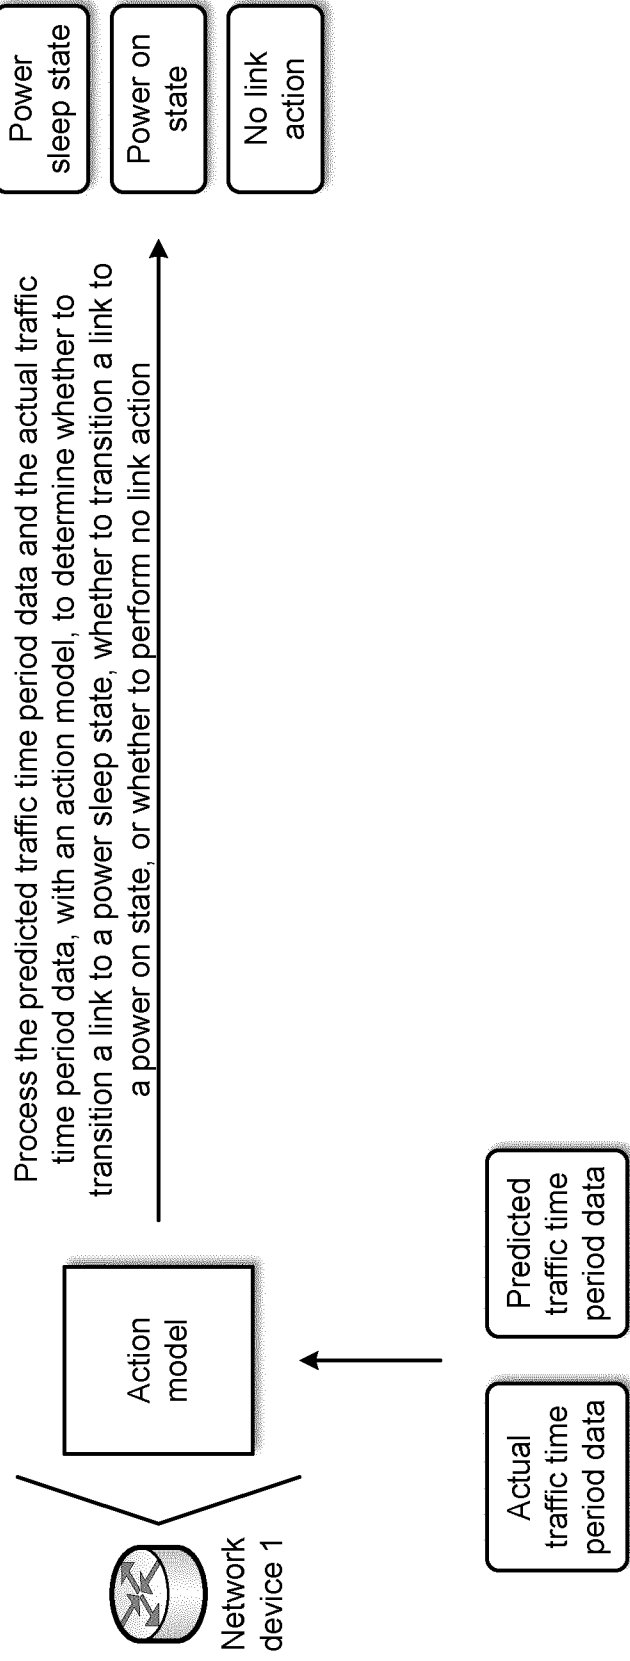 Network
device 1
Action
model
Actual
traffic time
period data
Predicted
traffic time
period data
Process the predicted traffic time period data and the actual traffic
time period data, with an action model, to determine whether to
transition a link to a power sleep state, whether to transition a link to
a power on state, or whether to perform no link action
Power
sleep state
Power on
state
No link
action